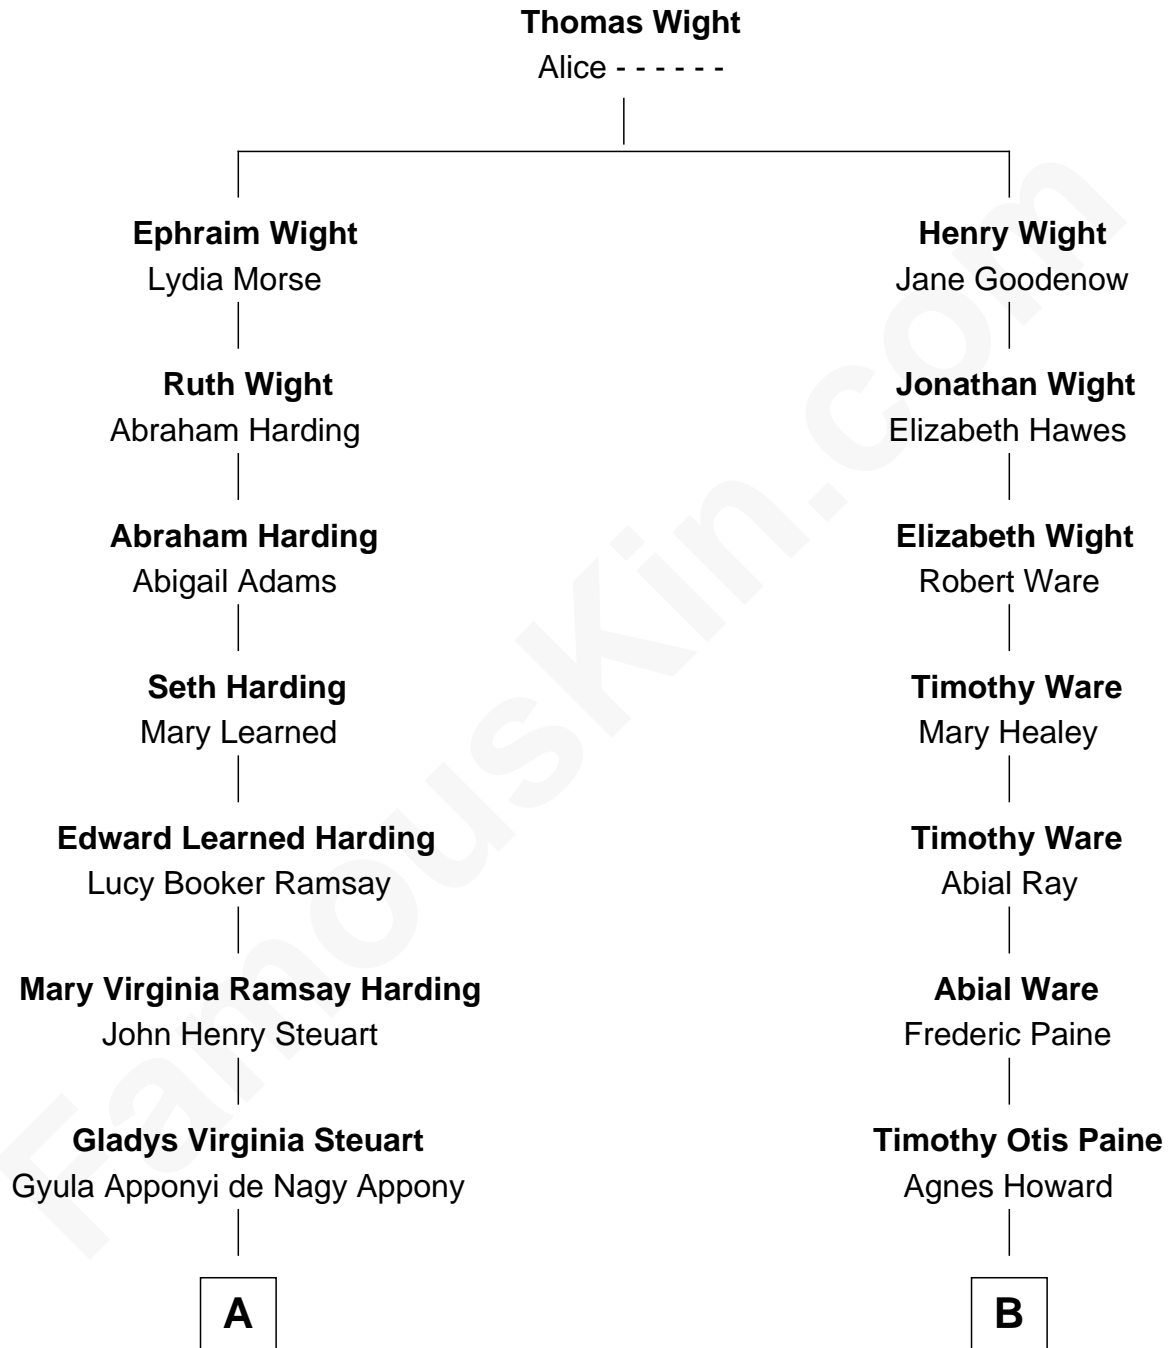 Thomas Wight
Alice - - - - - -
Ephraim Wight
Lydia Morse
Henry Wight
Jane Goodenow
Ruth Wight
Abraham Harding
Jonathan Wight
Elizabeth Hawes
Abraham Harding
Abigail Adams
Elizabeth Wight
Robert Ware
Seth Harding
Mary Learned
Timothy Ware
Mary Healey
Edward Learned Harding
Lucy Booker Ramsay
Timothy Ware
Abial Ray
Mary Virginia Ramsay Harding
John Henry Steuart
Abial Ware
Frederic Paine
Gladys Virginia Steuart
Gyula Apponyi de Nagy Appony
Timothy Otis Paine
Agnes Howard
A
B
FamousKin.com